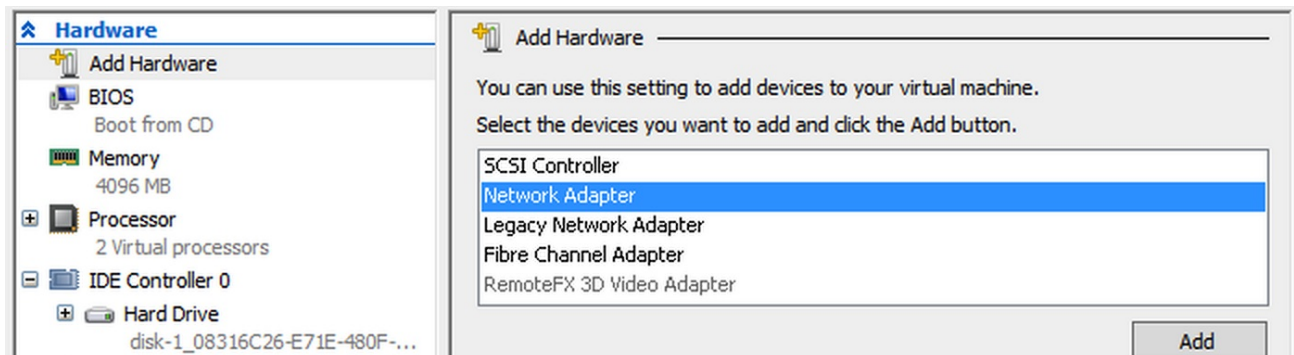 Hardware
Add Hardware
BIOS
Boot from CD
Memory
4096 MB
Processor
2 Virtual processors
IDE Controller 0
Hard Drive
disk-1_08316C26-E71E-480F-...
Add Hardware
You can use this setting to add devices to your virtual machine.
Select the devices you want to add and click the Add button.
SCSI Controller
Network Adapter
Legacy Network Adapter
Fibre Channel Adapter
RemoteFX 3D Video Adapter
Add